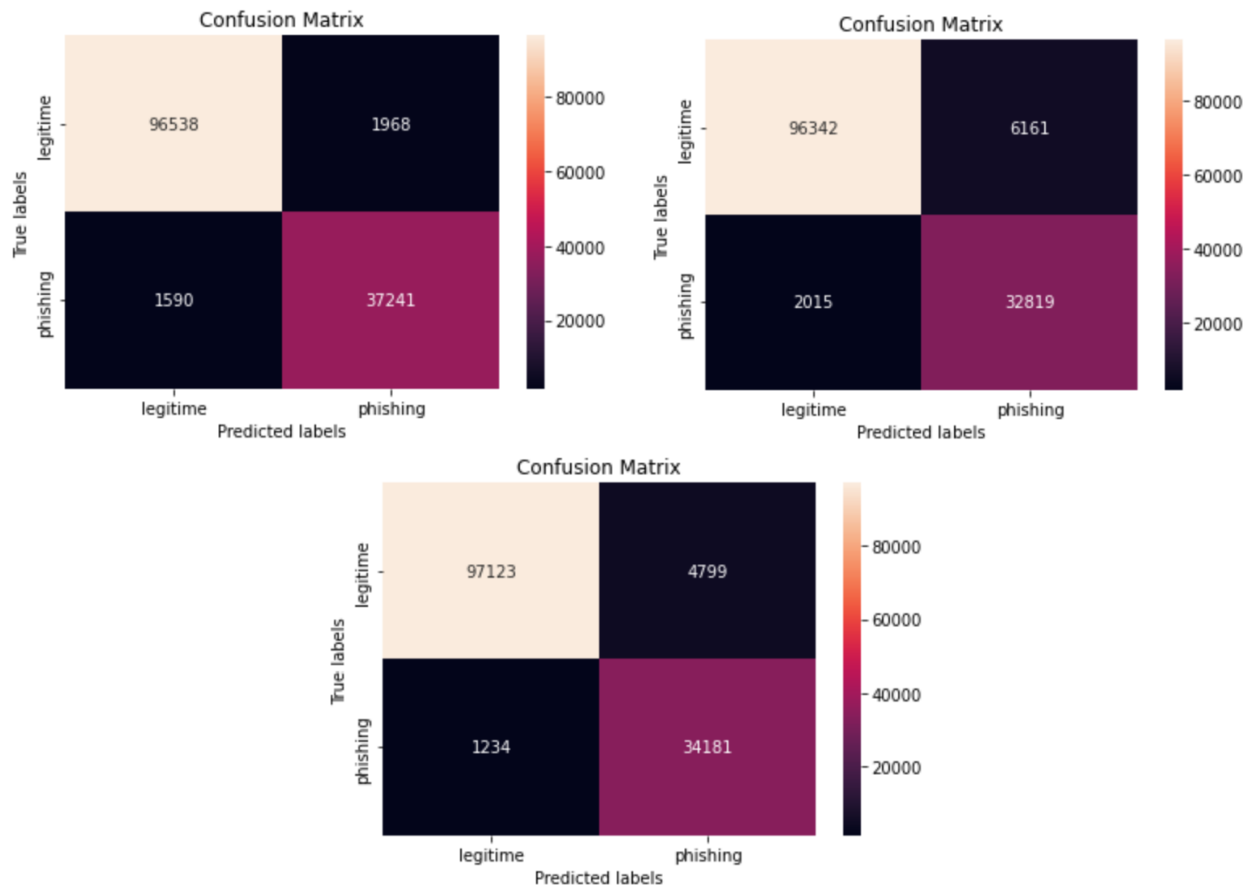 Confusion Matrix
legitime
phishing
True labels
96538
1968
1590
37241
legitime
phishing
Predicted labels
80000
60000
40000
20000
Confusion Matrix
legitime
phishing
True labels
96342
6161
2015
32819
legitime
phishing
Predicted labels
80000
60000
40000
20000
Confusion Matrix
legitime
phishing
True labels
97123
4799
1234
34181
legitime
phishing
Predicted labels
80000
60000
40000
20000